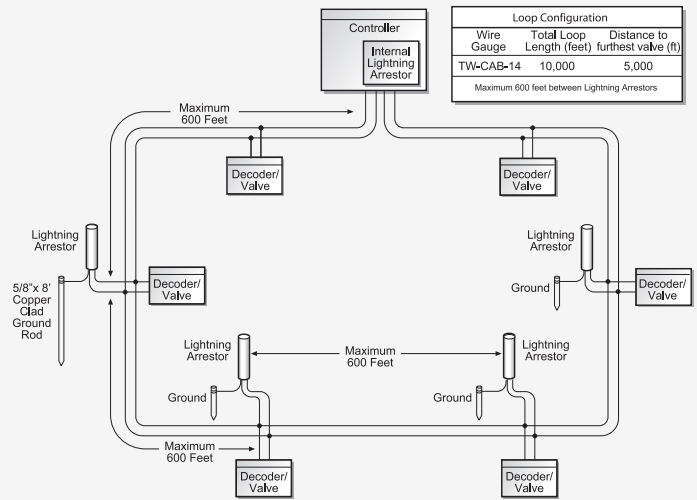 Controller
Internal
Lightning
Arrestor
Loop Configuration
Wire Gauge
Total Loop Length (feet)
Distance to furthest valve (ft)
TW-CAB-14 10,000 5,000
Maximum 600 feet between Lightning Arrestors
Maximum
600 Feet
Decoder/
Valve
Decoder/
Valve
Lightning
Arrestor
5/8"x 8'
Copper
Clad
Ground
Rod
Decoder/
Valve
Lightning
Arrestor
Ground
Decoder/
Valve
Lightning
Arrestor
Ground
Maximum
600 Feet
Lightning
Arrestor
Ground
Maximum
600 Feet
Decoder/
Valve
Decoder/
Valve